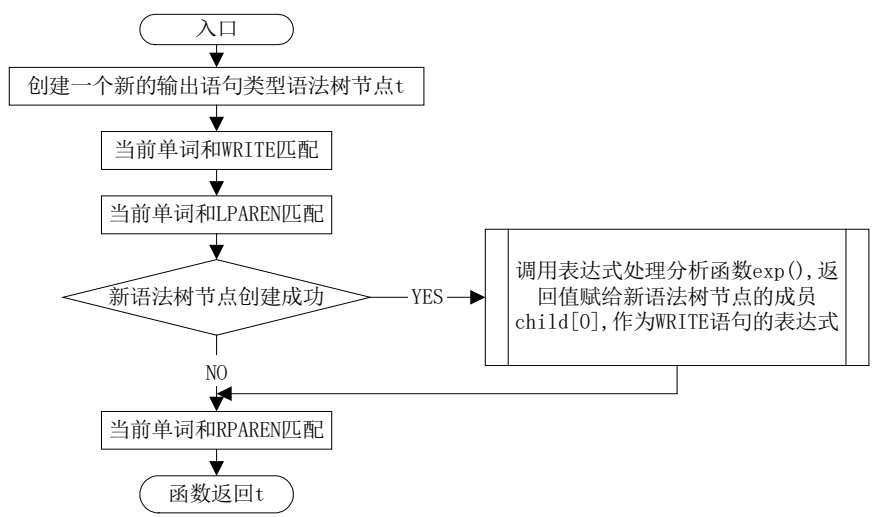 入口
创建一个新的输出语句类型语法树节点t
当前单词和WRITE匹配
当前单词和LPAREN匹配
新语法树节点创建成功
YES
调用表达式处理分析函数exp(),返
回值赋给新语法树节点的成员
child[0],作为WRITE语句的表达式
NO
当前单词和RPAREN匹配
函数返回t